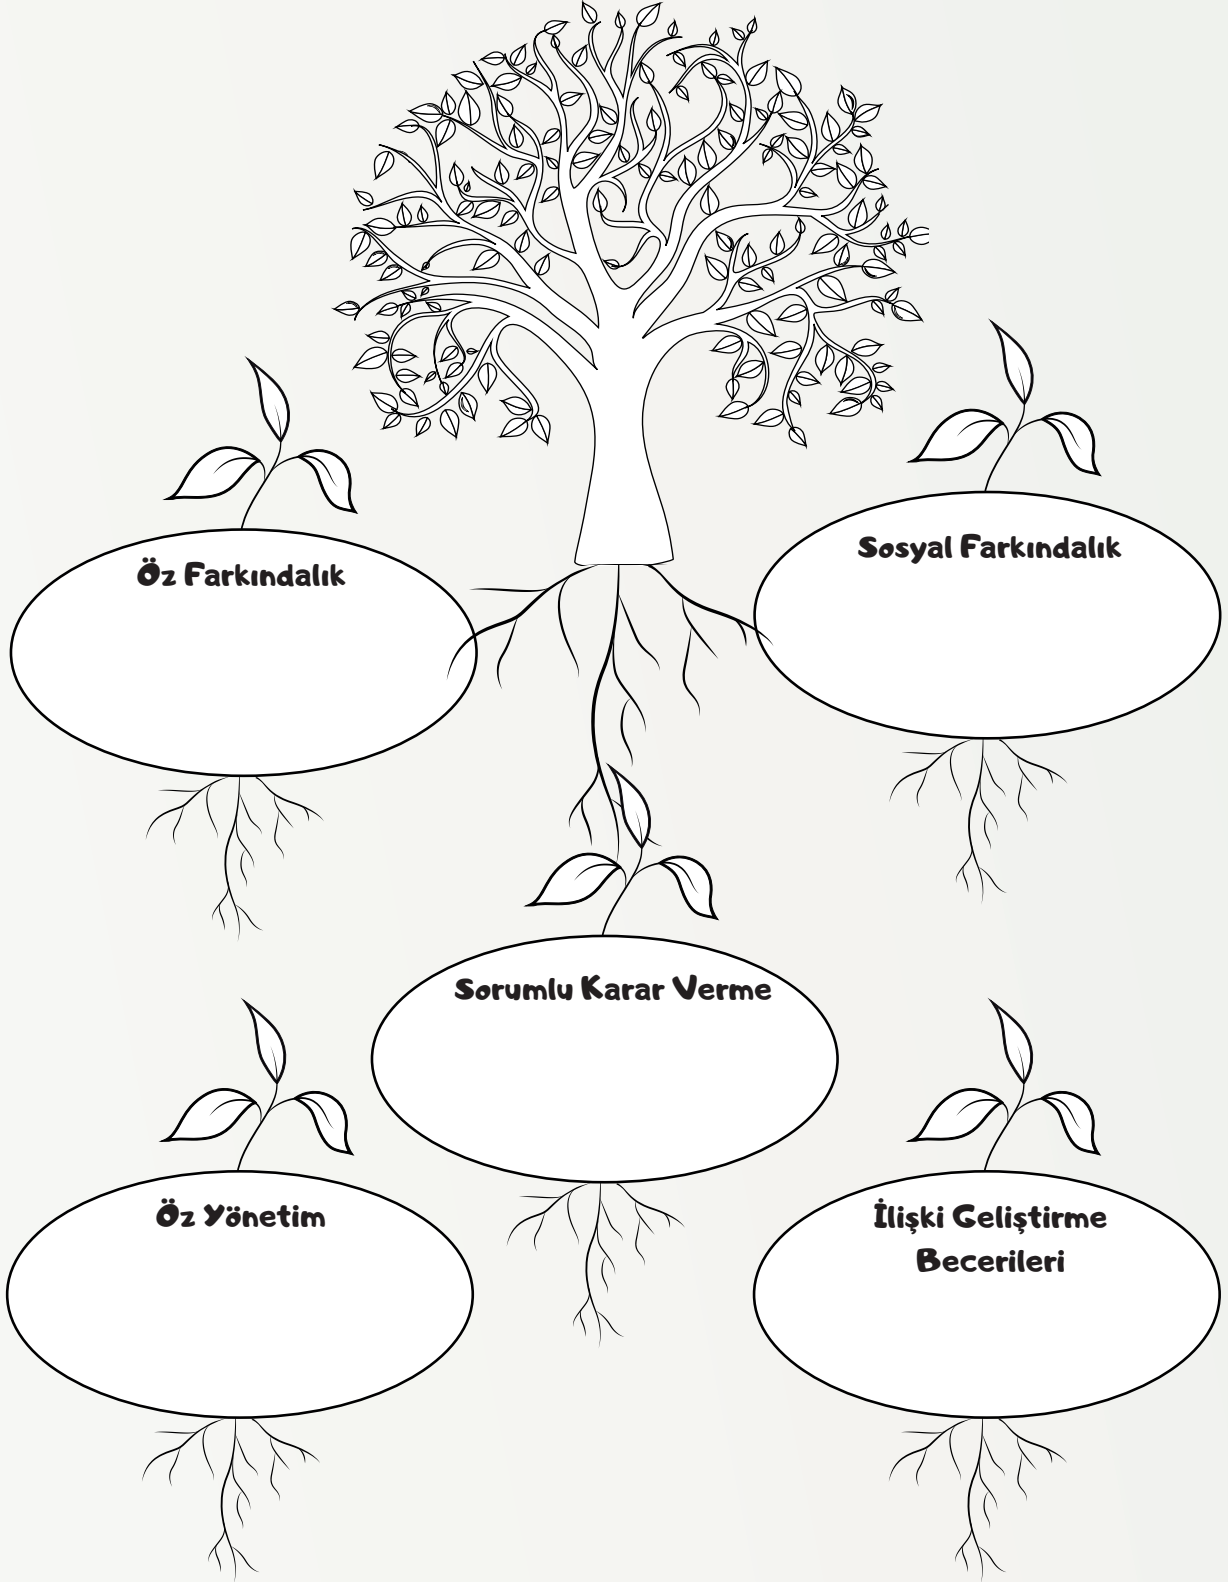 Öz Farkındalık
Sosyal Farkındalık
Sorumlu Karar Verme
Öz Yönetim
İlişki Geliştirme
Becerileri